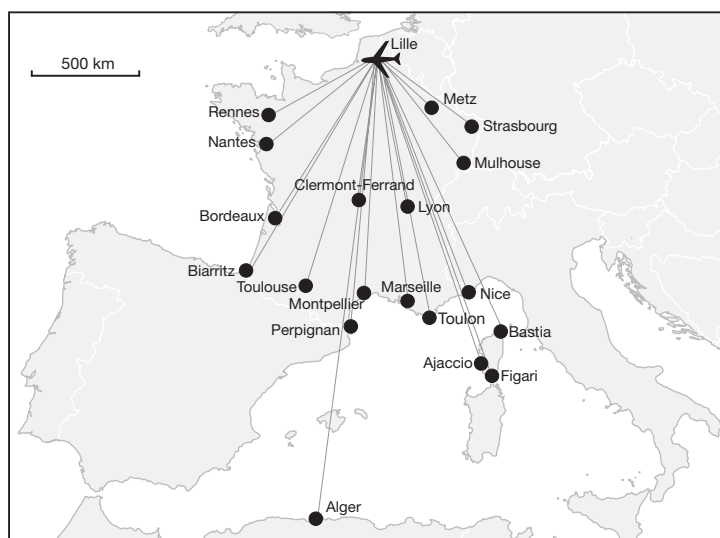 Lille
500 km
Metz
Rennes
Strasbourg
Nantes
Mulhouse
Clermont-Ferrand
Lyon
Bordeaux
Biarritz
Toulouse
Marseille
Nice
Montpellier
Toulon
Perpignan
Bastia
Ajaccio
Figari
Alger